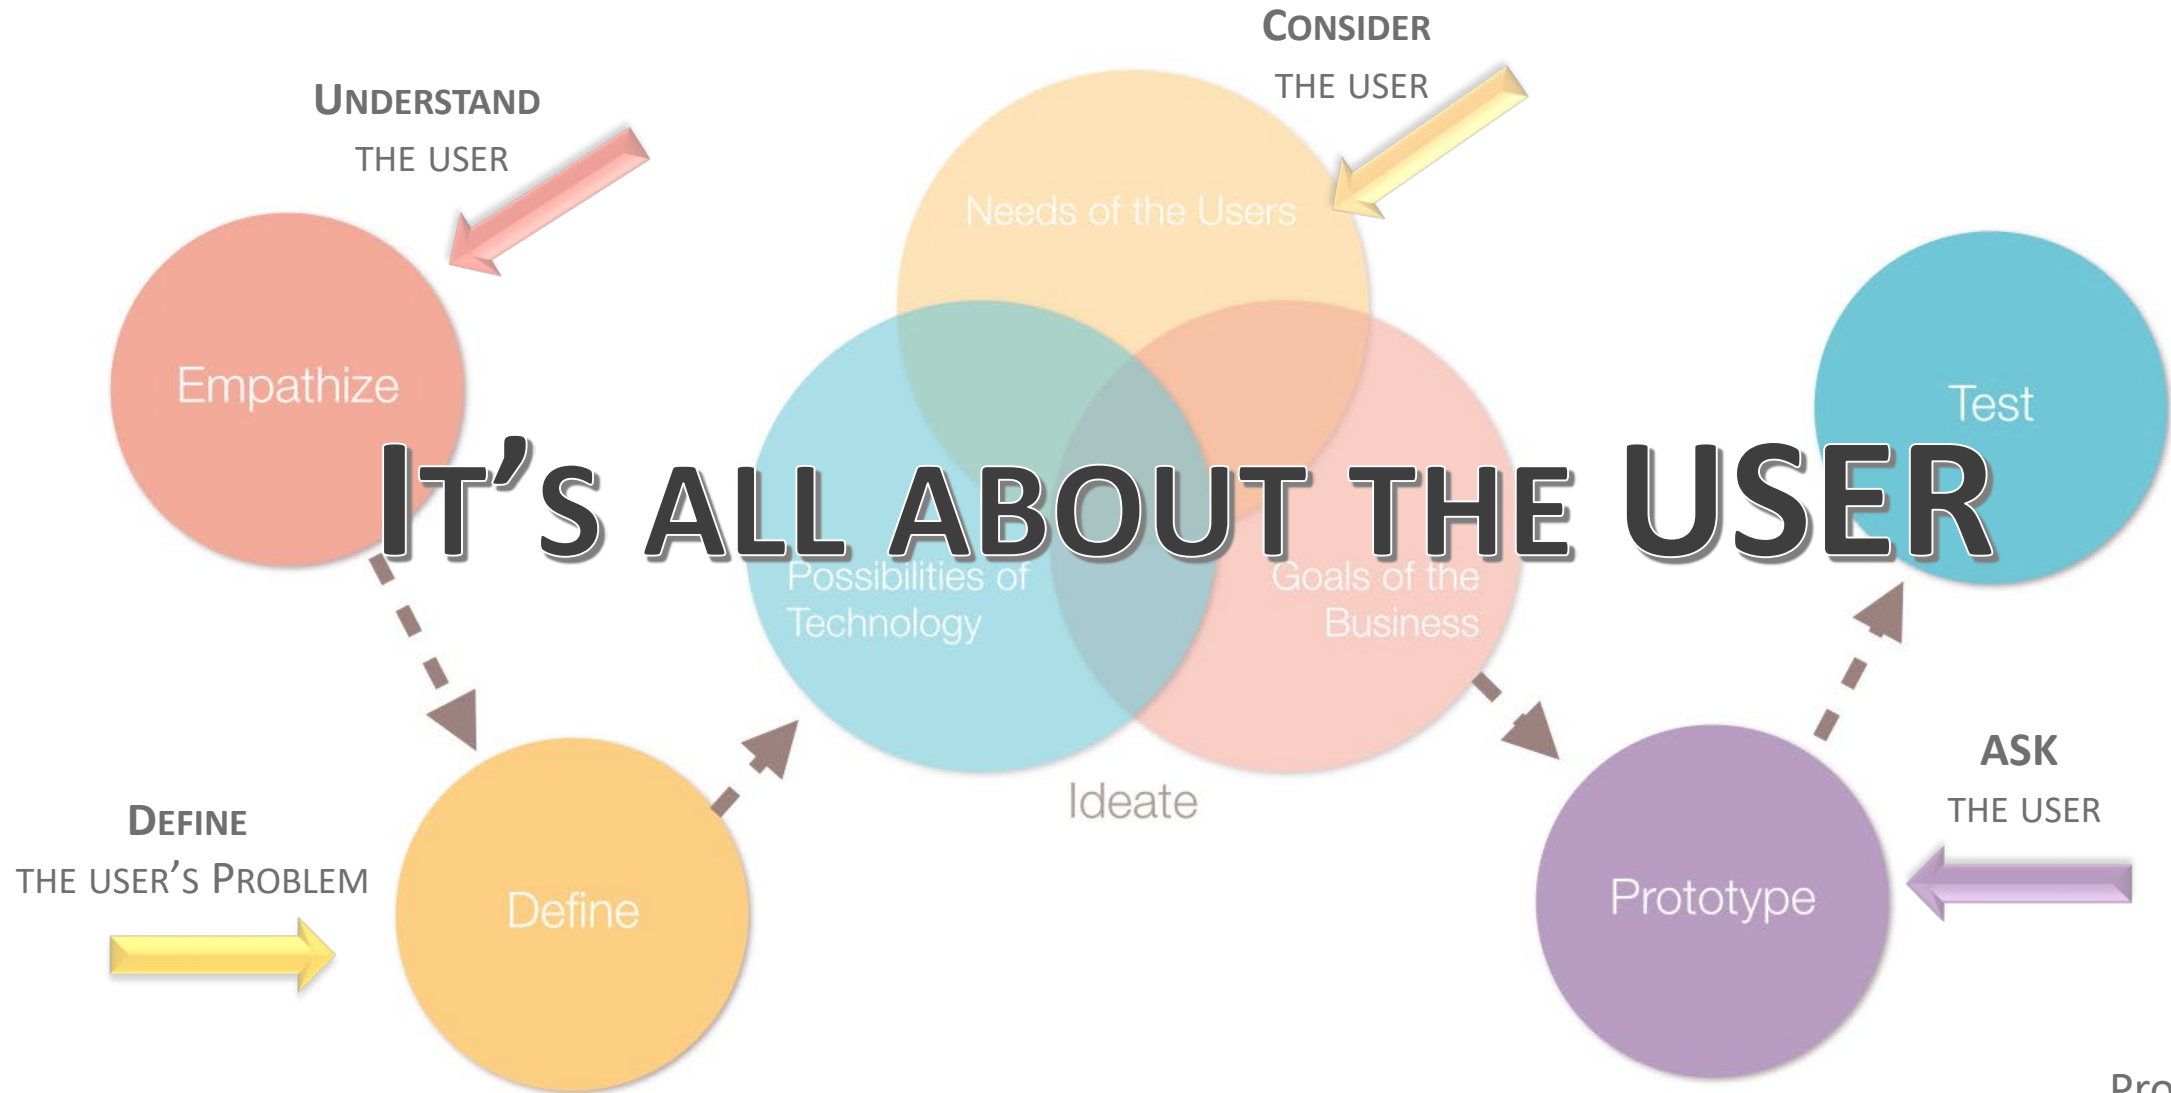 CONSIDER
THE USER
UNDERSTAND
THE USER
Needs of the Users
Empathize
Test
IT'S ALL ABOUT THE USER
Possibilities of
Technology
Goals of the
Business
Ideate
ASK
THE USER
DEFINE
THE USER'S PROBLEM
Define
Prototype